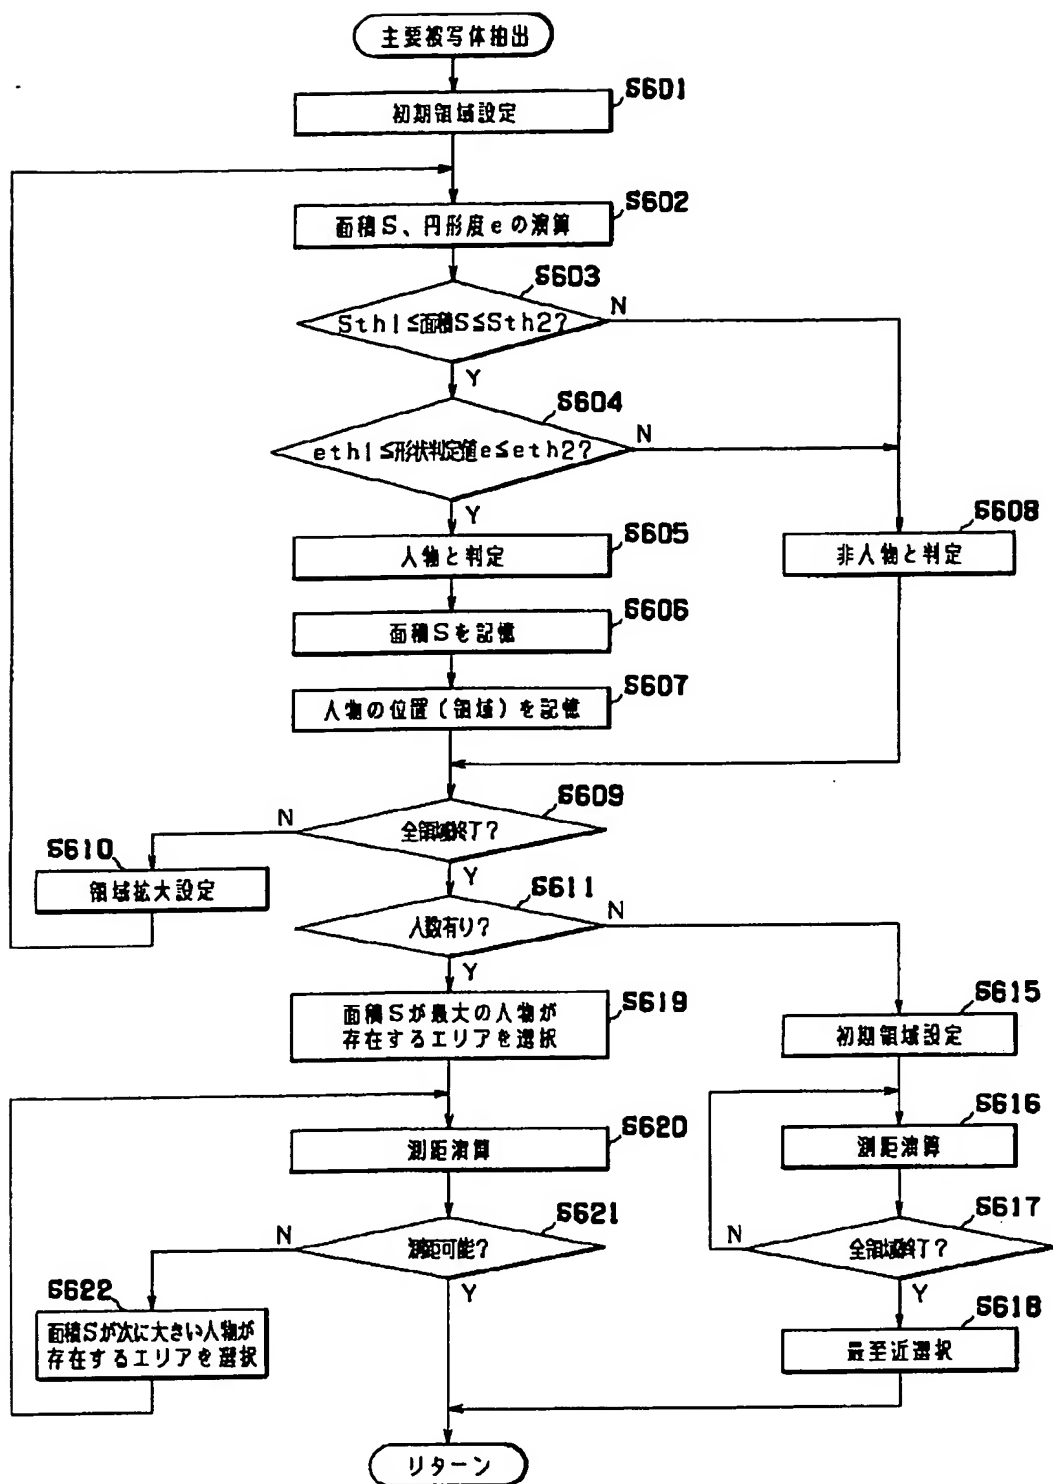 主要被写体抽出
S601
初期領域設定
S602
面積S、円形度eの演算
S603
Sth1≦面積S≦Sth2?
N
Y
S604
eth1≦形状判定値e≦eth2?
N
Y
S605
人物と判定
S608
非人物と判定
S606
面積Sを記憶
S607
人物の位置(領域)を記憶
S609
全領域終了?
N
Y
S610
領域拡大設定
S611
人数有り?
N
Y
S619
面積Sが最大の人物が
存在するエリアを選択
S615
初期領域設定
S620
測距演算
S616
測距演算
S621
測距可能?
N
Y
S617
全領域終了?
N
Y
S622
面積Sが次に大きい人物が
存在するエリアを選択
S618
最至近選択
リターン